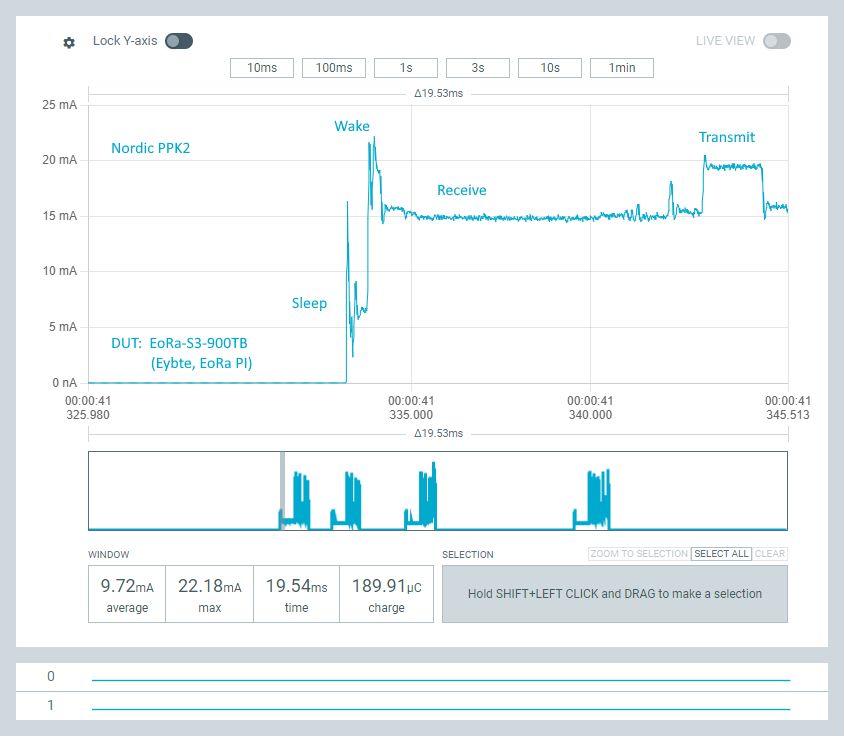 Lock Y-axis
LIVE VIEW
10ms 100ms 1s 3s 10s 1min
Δ19.53ms
25 mA
Wake
Transmit
Nordic PPK2
20 mA
Receive
15 mA
10 mA
Sleep
5 mA
DUT: EoRa-S3-900TB
(Eybte, EoRa PI)
0 nA
00:00:41 00:00:41 00:00:41 00:00:41
325.980 335.000 340.000 345.513
Δ19.53ms
WINDOW
SELECTION
ZOOM TO SELECTION SELECT ALL CLEAR
9.72mA 22.18mA 19.54ms 189.91μC
average max time charge
Hold SHIFT+LEFT CLICK and DRAG to make a selection
0
1